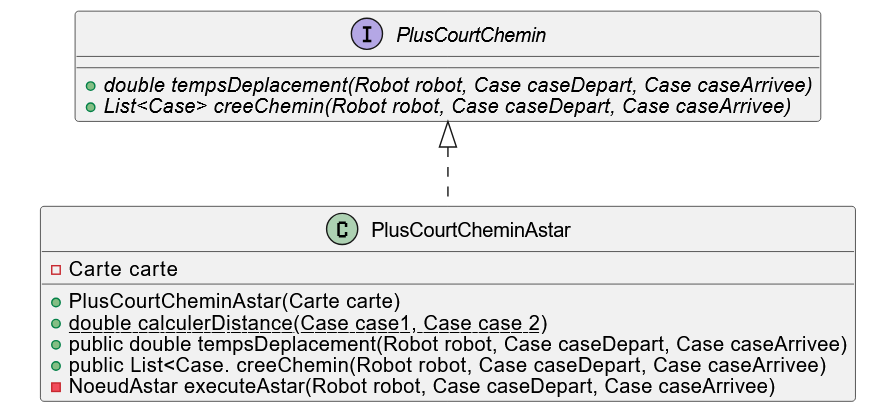 I PlusCourtChemin
double tempsDeplacement(Robot robot, Case caseDepart, Case caseArrivee)
List<Case> creeChemin(Robot robot, Case caseDepart, Case caseArrivee)
C PlusCourtCheminAstar
Carte carte
PlusCourtCheminAstar(Carte carte)
double calculerDistance(Case case1, Case case 2)
public double tempsDeplacement(Robot robot, Case caseDepart, Case caseArrivee)
public List<Case. creeChemin(Robot robot, Case caseDepart, Case caseArrivee)
NoeudAstar executeAstar(Robot robot, Case caseDepart, Case caseArrivee)